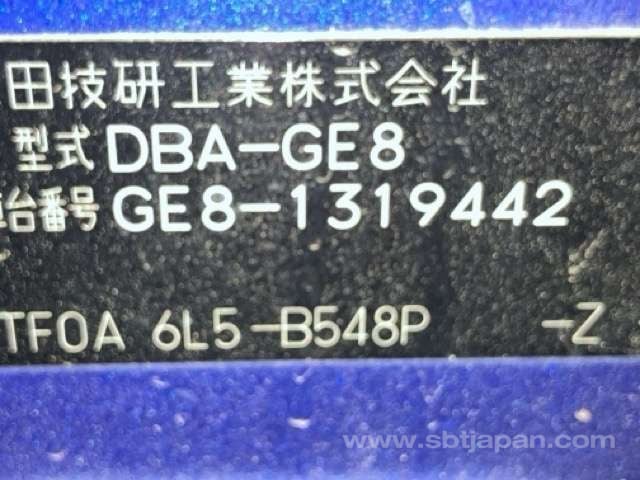 田技研工業株式会社
型式 DBA-GE8
台番号 GE8-1319442
TF0A 6L5-B548P -Z
www.sbtjapan.com